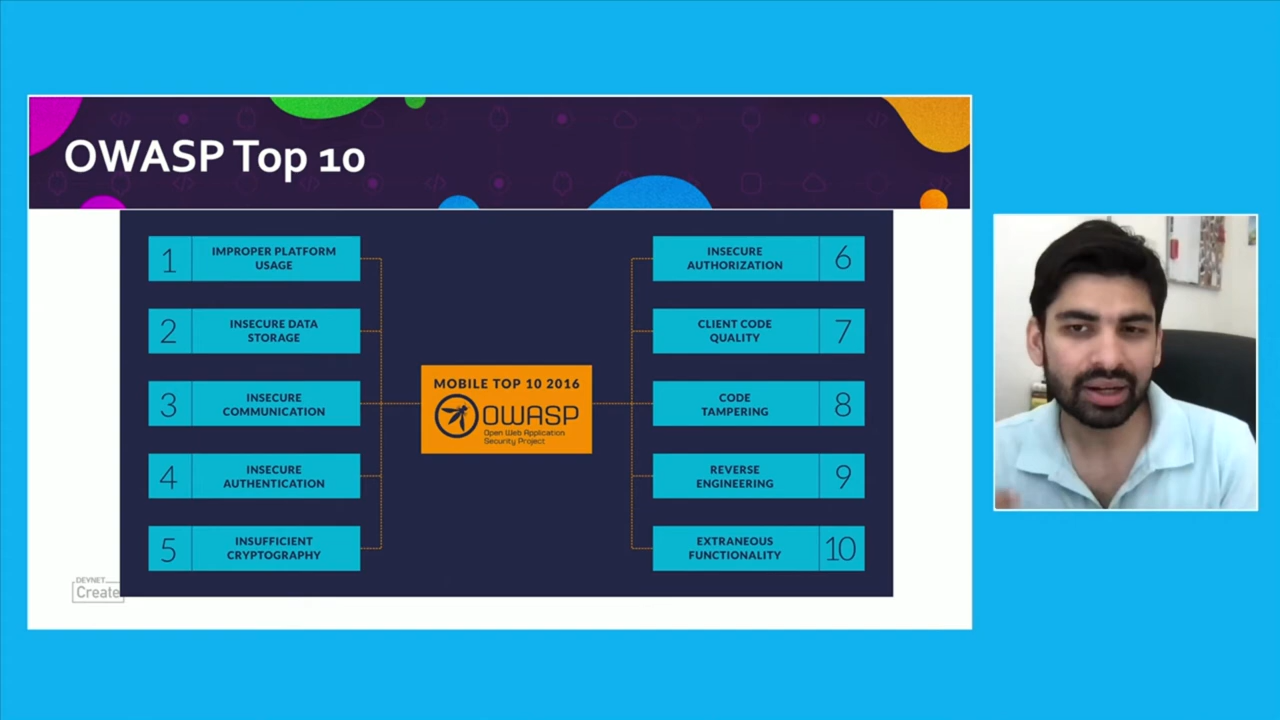 OWASP Top 10
1
IMPROPER PLATFORM
USAGE
2
INSECURE DATA
STORAGE
3
INSECURE
COMMUNICATION
4
INSECURE
AUTHENTICATION
5
INSUFFICIENT
CRYPTOGRAPHY
MOBILE TOP 10 2016
OWASP
Open Web Application
Security Project
INSECURE
AUTHORIZATION
6
CLIENT CODE
QUALITY
7
CODE
TAMPERING
8
REVERSE
ENGINEERING
9
EXTRANEOUS
FUNCTIONALITY
10
DEVNET
Create